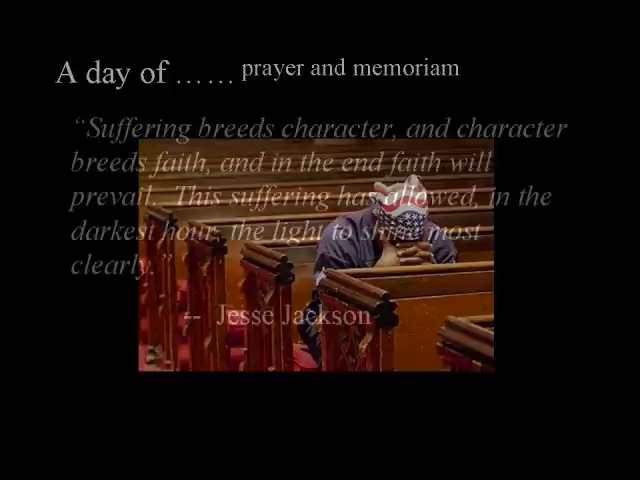 A day of …… prayer and memoriam
“Suffering breeds character, and character
breeds faith, and in the end faith will
prevail. This suffering has allowed, in the
darkest hour, the light to shine most
clearly.”
-- Jesse Jackson